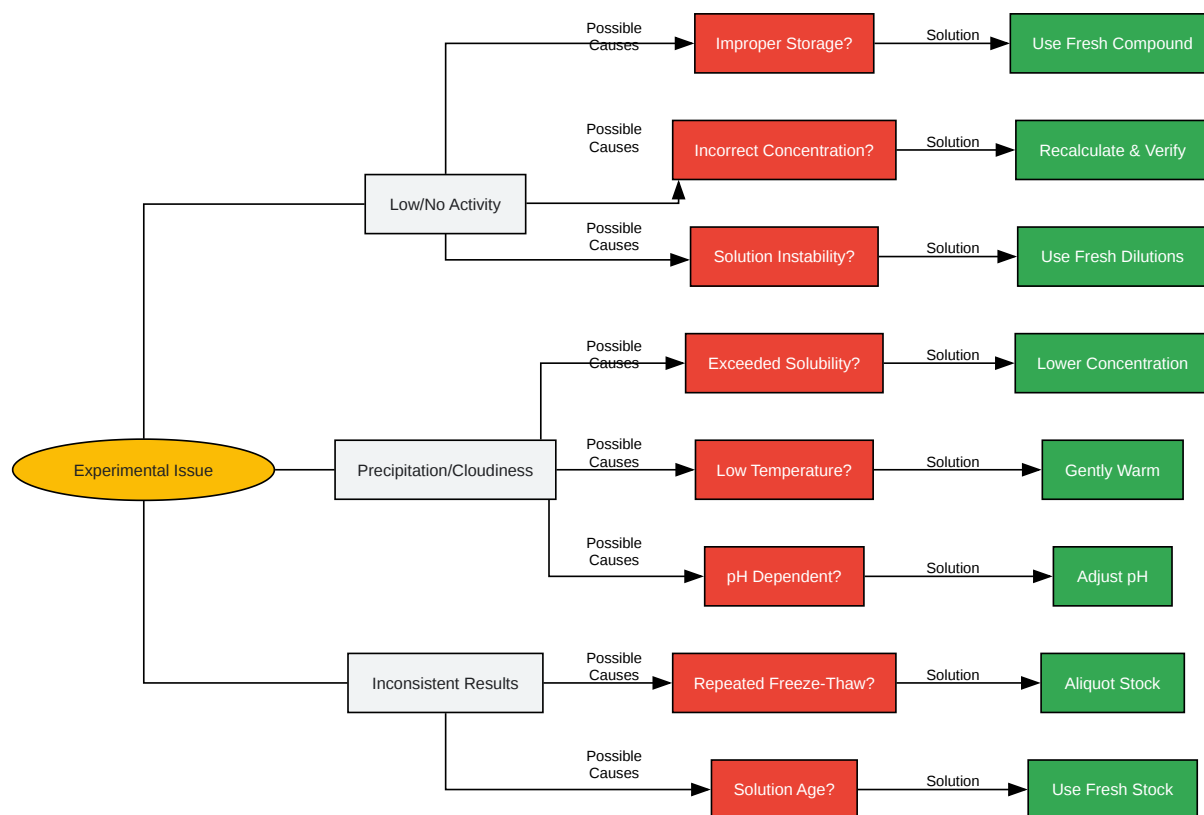 Possible
Causes
Improper Storage?
Solution
Use Fresh Compound
Possible
Causes
Incorrect Concentration?
Solution
Recalculate & Verify
Low/No Activity
Possible
Causes
Solution Instability?
Solution
Use Fresh Dilutions
Possible
Causes
Exceeded Solubility?
Solution
Lower Concentration
Experimental Issue
Precipitation/Cloudiness
Possible
Causes
Low Temperature?
Solution
Gently Warm
Possible
Causes
pH Dependent?
Solution
Adjust pH
Inconsistent Results
Possible
Causes
Repeated Freeze-Thaw?
Solution
Aliquot Stock
Possible
Causes
Solution Age?
Solution
Use Fresh Stock